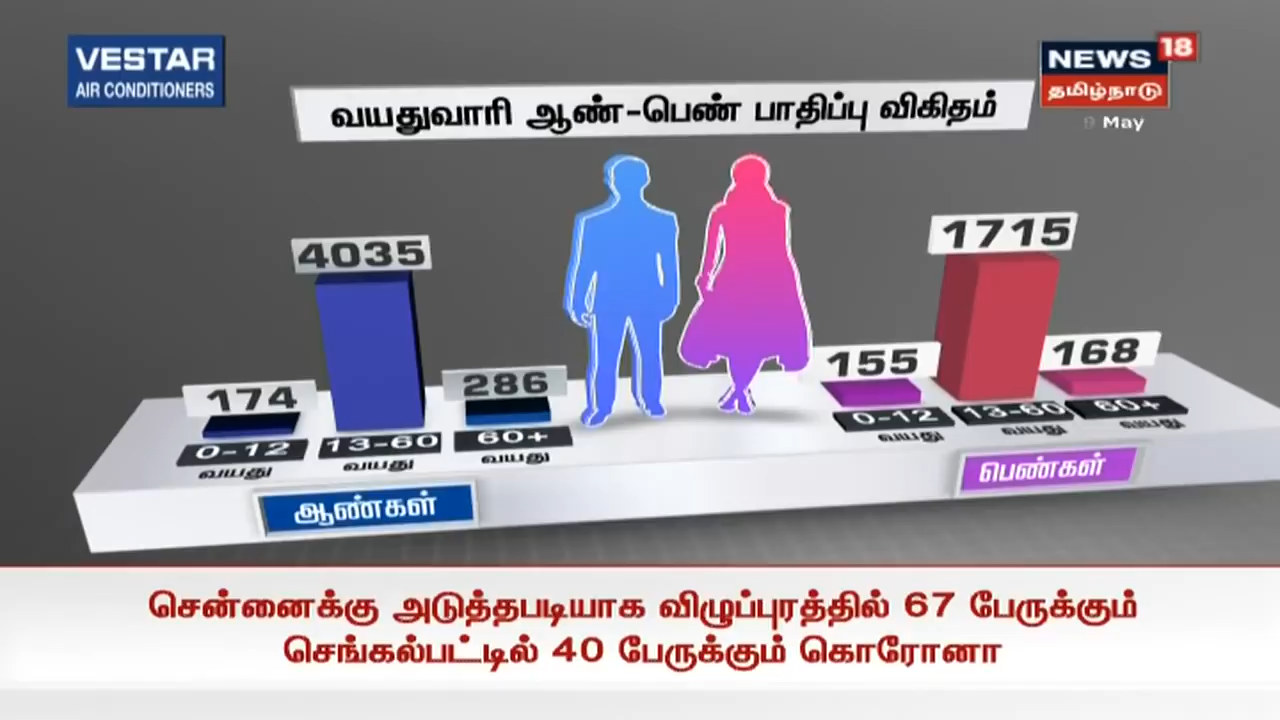 VESTAR
AIR CONDITIONERS
NEWS 18
தமிழ்நாடு
9 May
வயதுவாரி ஆண்-பெண் பாதிப்பு விகிதம்
4035
174
286
0-12
வயது
13-60
வயது
60+
வயது
ஆண்கள்
1715
155
168
0-12
வயது
13-60
வயது
60+
வயது
பெண்கள்
சென்னைக்கு அடுத்தபடியாக விழுப்புரத்தில் 67 பேருக்கும்
செங்கல்பட்டில் 40 பேருக்கும் கொரோனா